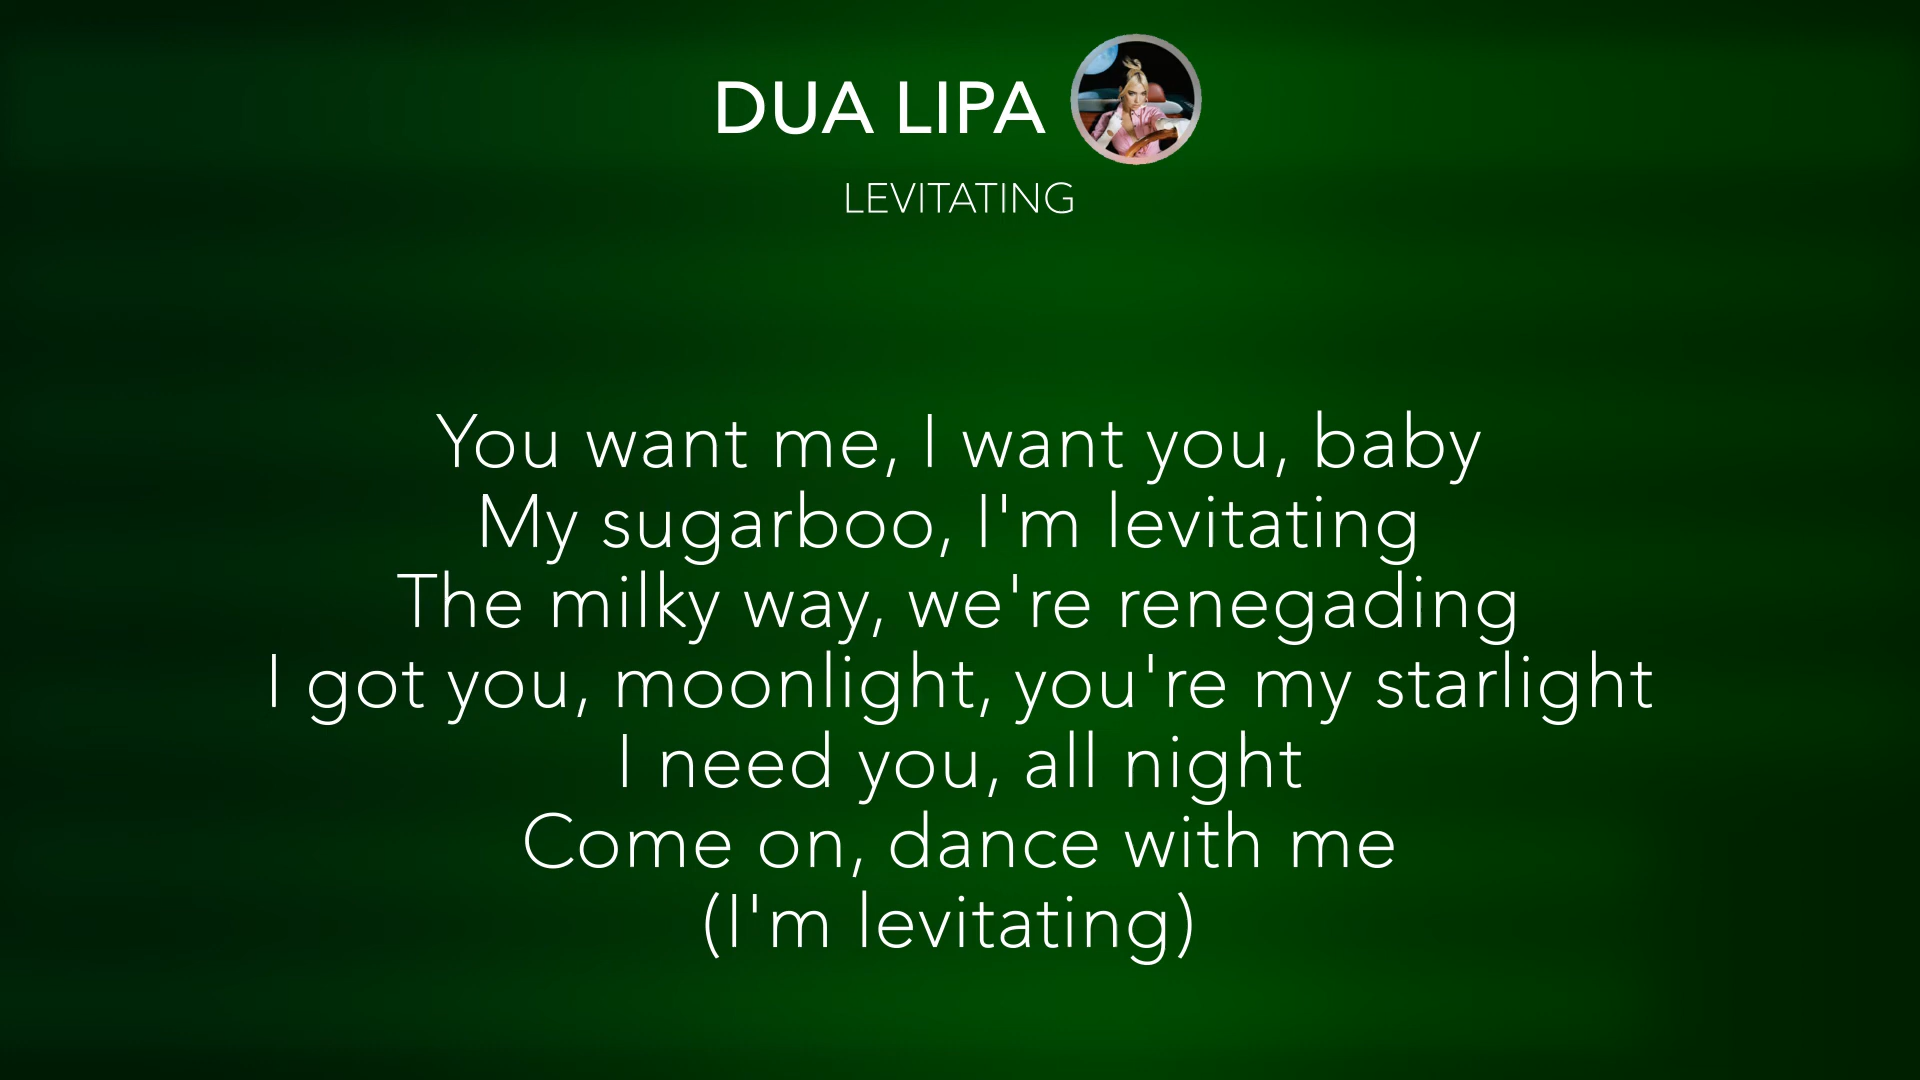 DUA LIPA
LEVITATING
You want me, I want you, baby
My sugarboo, I'm levitating
The milky way, we're renegading
I got you, moonlight, you're my starlight
I need you, all night
Come on, dance with me
(I'm levitating)